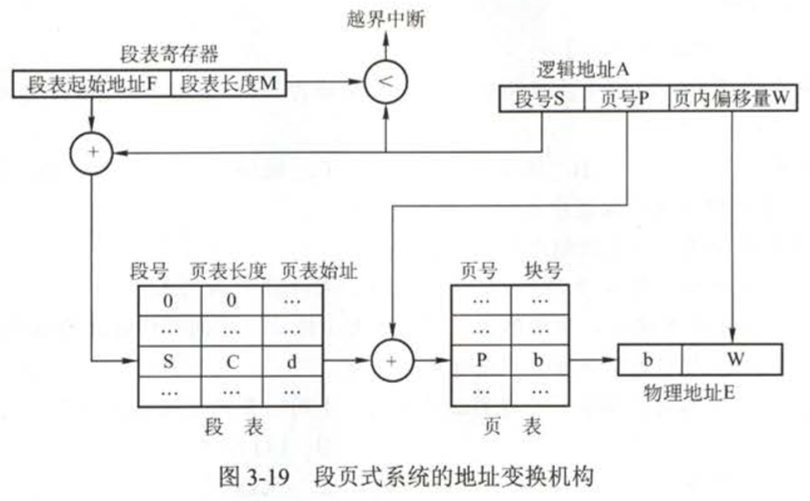 越界中断
段表寄存器
段表起始地址F 段表长度M
<
逻辑地址A
段号S 页号P 页内偏移量W
+
段号 页表长度 页表始址
0 0 …
… … …
S C d
… … …
段 表
+
页号 块号
… …
… …
P b
… …
页 表
b W
物理地址E
图 3-19 段页式系统的地址变换机构